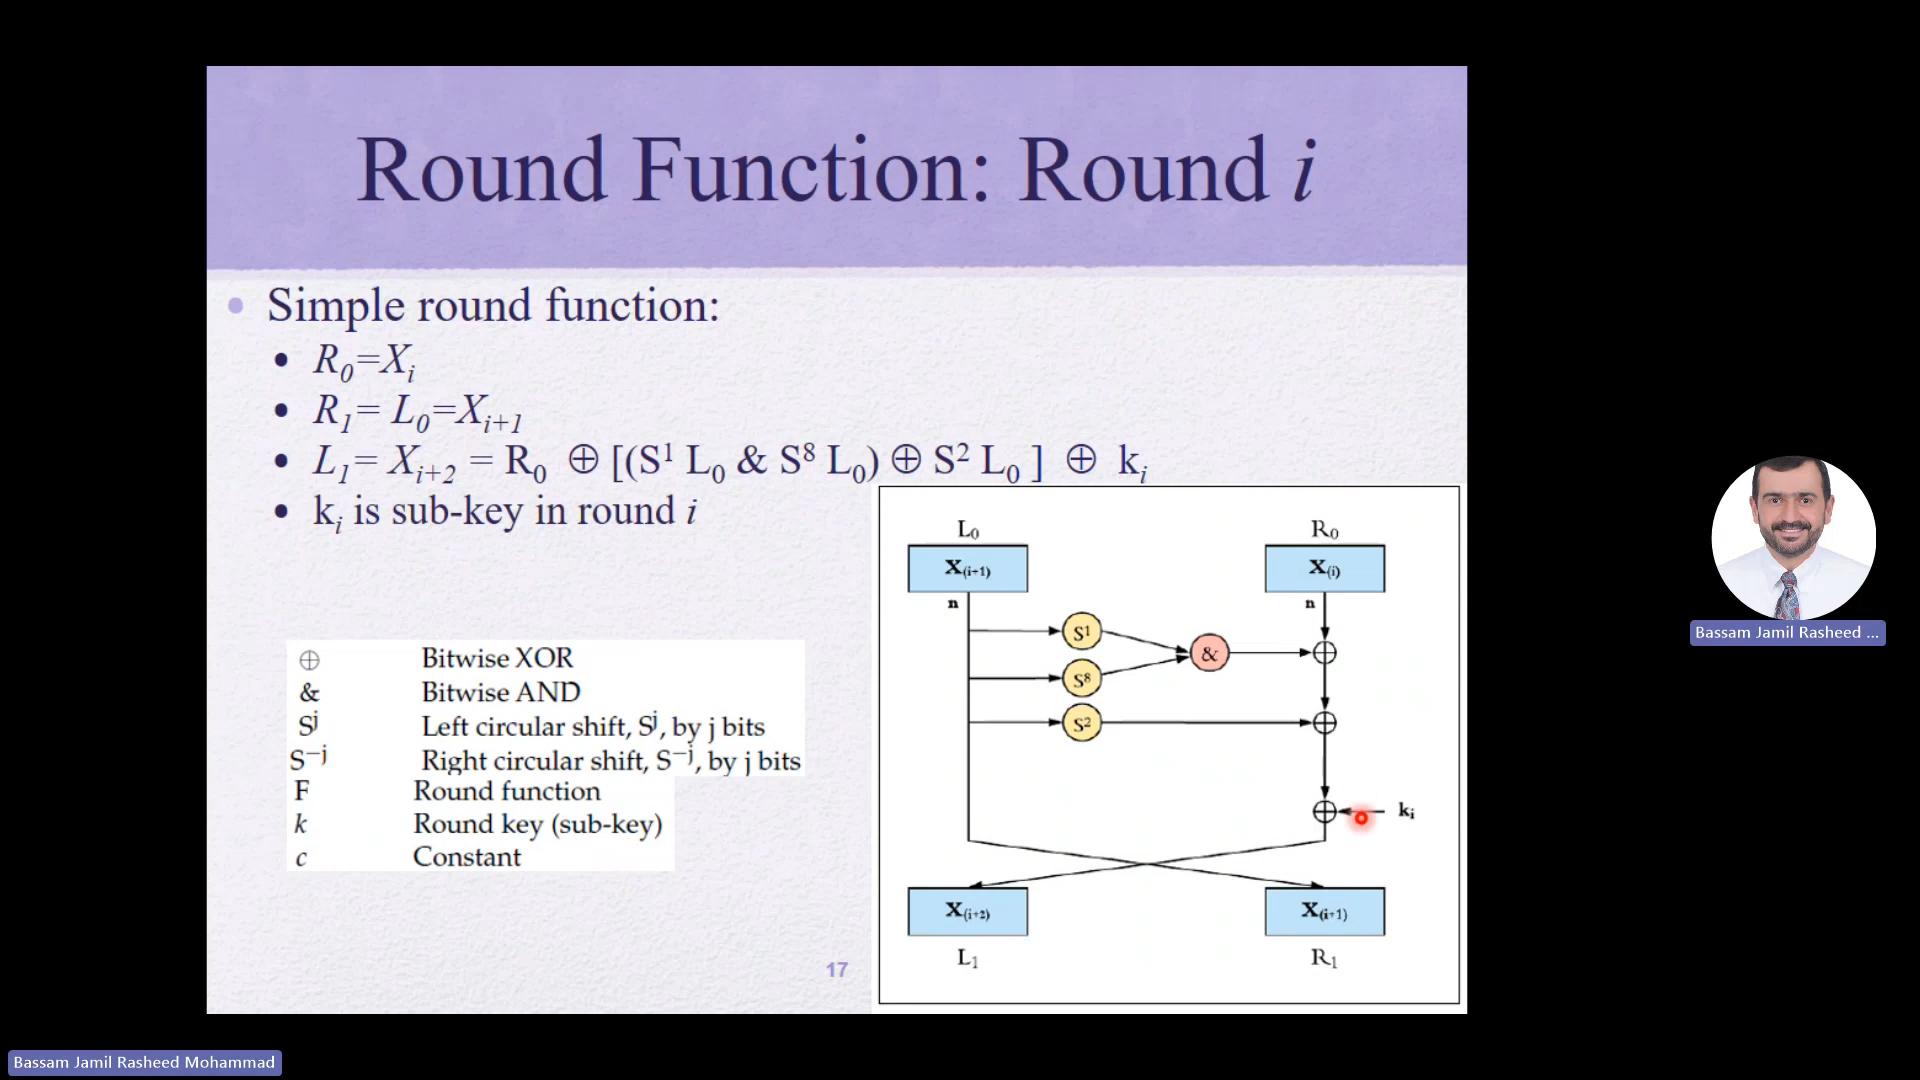 Round Function: Round i
• Simple round function:
• R₀=Xᵢ
• R₁= L₀=Xᵢ₊₁
• L₁= Xᵢ₊₂ = R₀ ⊕ [(S¹ L₀ & S⁸ L₀) ⊕ S² L₀ ] ⊕ kᵢ
• kᵢ is sub-key in round i
⊕ Bitwise XOR
& Bitwise AND
Sʲ Left circular shift, Sʲ, by j bits
S⁻ʲ Right circular shift, S⁻ʲ, by j bits
F Round function
k Round key (sub-key)
c Constant
L₀ R₀
X₍ᵢ₊₁₎ X₍ᵢ₎
n n
S¹
&
S⁸
S²
kᵢ
X₍ᵢ₊₂₎ X₍ᵢ₊₁₎
L₁ R₁
17
Bassam Jamil Rasheed ...
Bassam Jamil Rasheed Mohammad